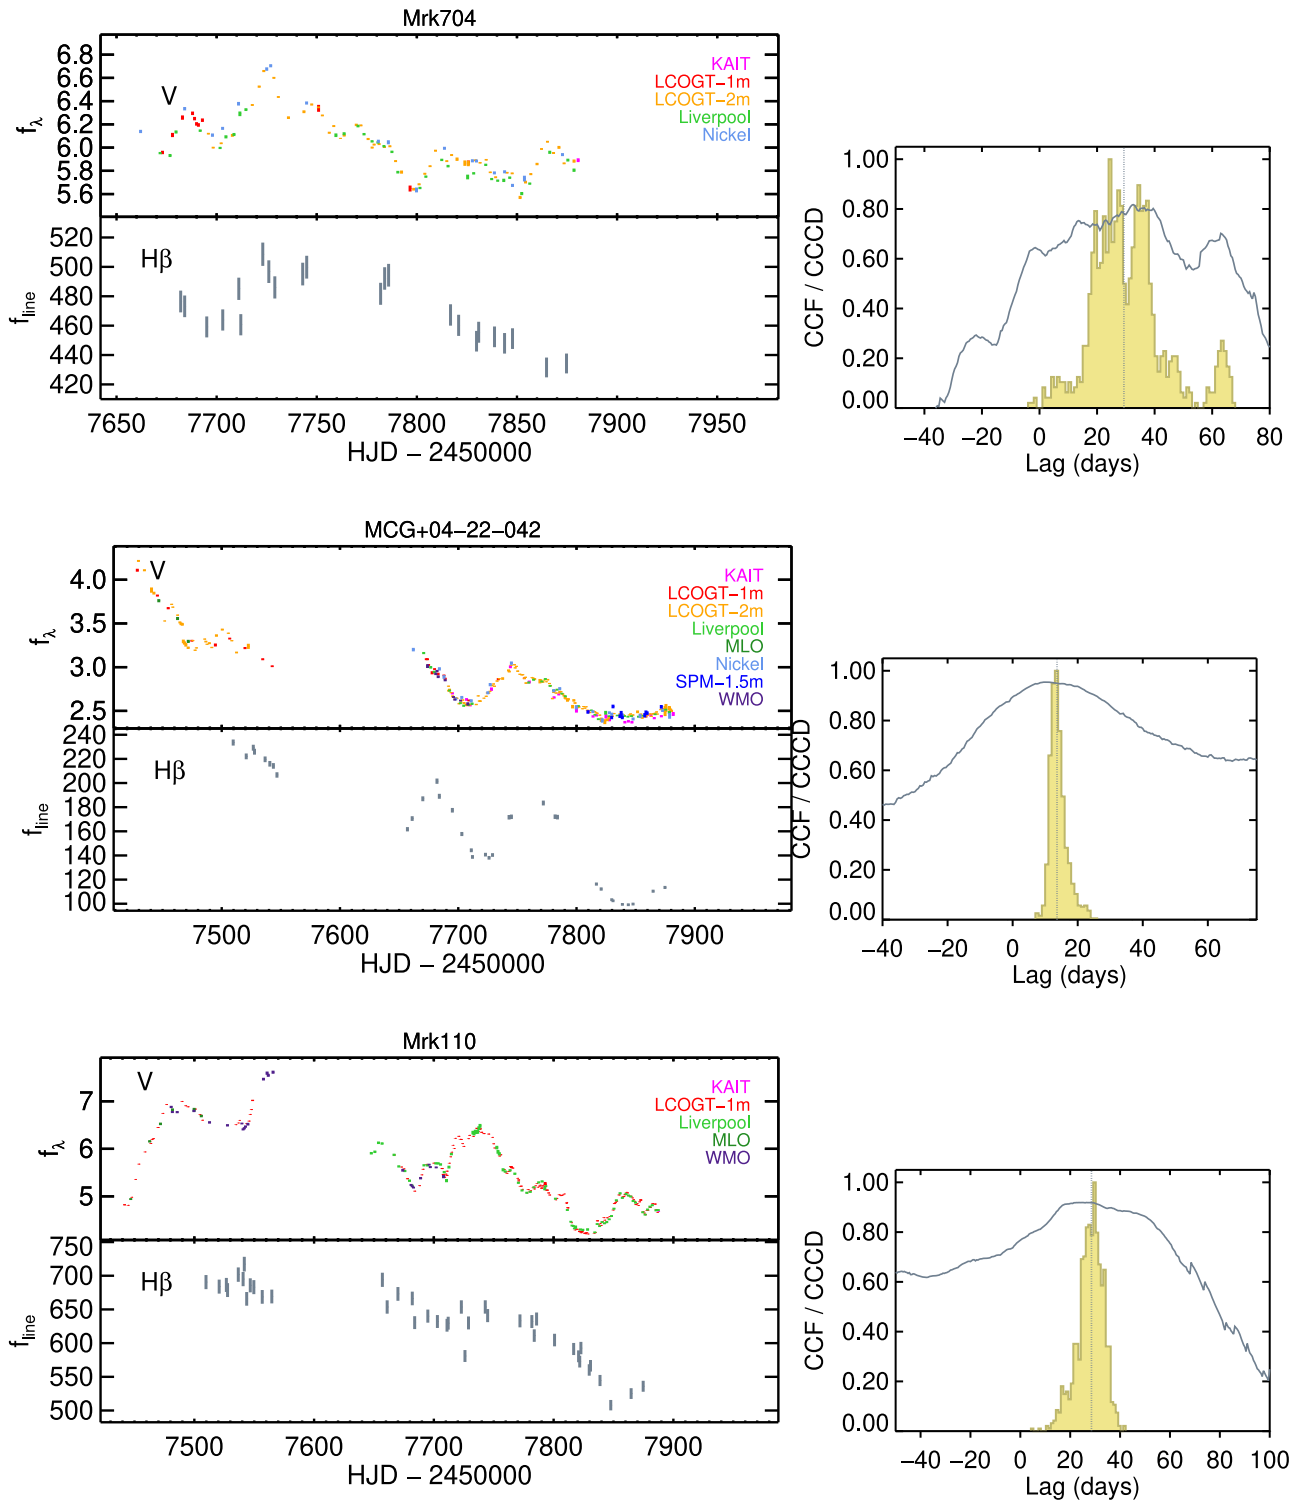 Mrk704
6.8
6.6
6.4
6.2
6.0
5.8
5.6
fλ
V
KAIT
LCOGT−1m
LCOGT−2m
Liverpool
Nickel
520
500
480
460
440
420
fline
Hβ
7650 7700 7750 7800 7850 7900 7950
HJD − 2450000
1.00
0.80
0.60
0.40
0.20
0.00
CCF / CCCD
−40 −20 0 20 40 60 80
Lag (days)
MCG+04−22−042
4.0
3.5
3.0
2.5
fλ
V
KAIT
LCOGT−1m
LCOGT−2m
Liverpool
MLO
Nickel
SPM−1.5m
WMO
240
220
200
180
160
140
120
100
fline
Hβ
7500 7600 7700 7800 7900
HJD − 2450000
1.00
0.80
0.60
0.40
0.20
0.00
CCF / CCCD
−40 −20 0 20 40 60
Lag (days)
Mrk110
7
6
5
fλ
V
KAIT
LCOGT−1m
Liverpool
MLO
WMO
750
700
650
600
550
500
fline
Hβ
7500 7600 7700 7800 7900
HJD − 2450000
1.00
0.80
0.60
0.40
0.20
0.00
CCF / CCCD
−40 −20 0 20 40 60 80 100
Lag (days)